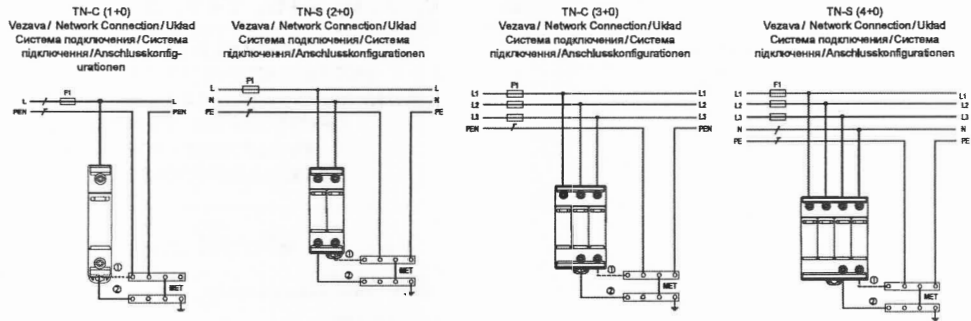 TN-C (1+0)
Vezava / Network Connection / Układ
Система подключения / Система
підключення/Anschlusskonfig-
urationen
F1
L
L
PEN
PEN
①
MET
②
TN-S (2+0)
Vezava / Network Connection / Układ
Система подключения / Система
підключення/Anschlusskonfigurationen
F1
L
L
N
N
PE
PE
①
MET
②
TN-C (3+0)
Vezava / Network Connection / Układ
Система подключения / Система
підключення/Anschlusskonfigurationen
F1
L1
L1
L2
L2
L3
L3
PEN
PEN
①
MET
②
TN-S (4+0)
Vezava / Network Connection / Układ
Система подключения / Система
підключення/Anschlusskonfigurationen
F1
L1
L1
L2
L2
L3
L3
N
N
PE
PE
①
MET
②